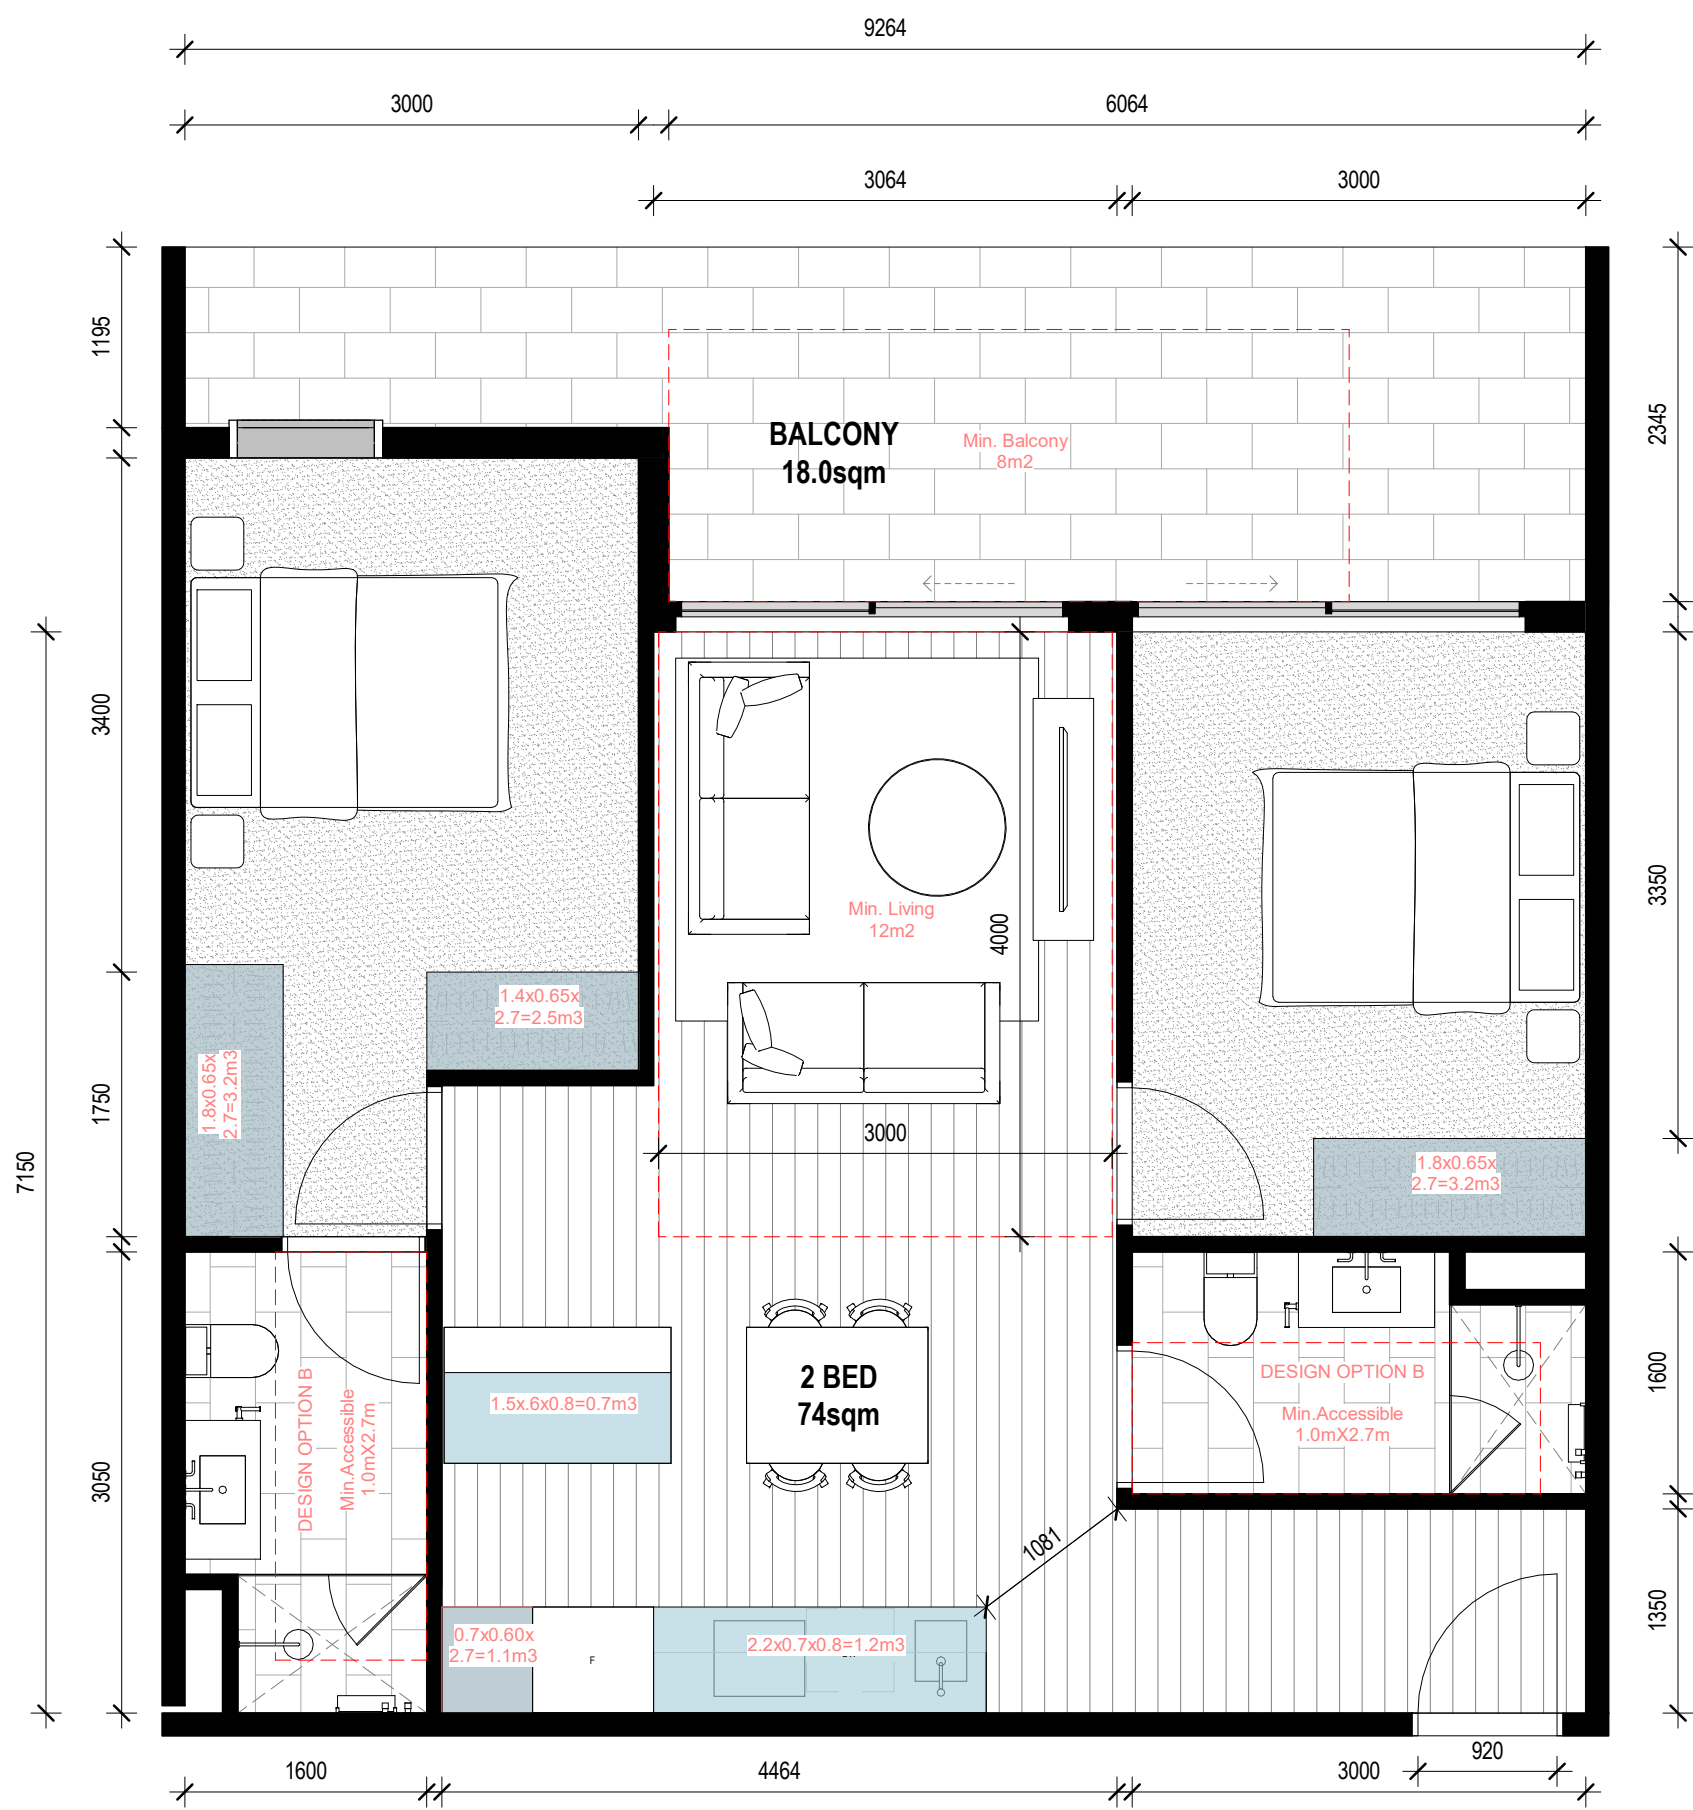 9264
3000
6064
3064
3000
1195
2345
BALCONY
18.0sqm
Min. Balcony
8m2
3400
3350
Min. Living
12m2
4000
1.4x0.65x
2.7=2.5m3
1.8x0.65x
2.7=3.2m3
1750
7150
3000
1.8x0.65x
2.7=3.2m3
DESIGN OPTION B
Min.Accessible
1.0mX2.7m
2 BED
74sqm
1.5x.6x0.8=0.7m3
DESIGN OPTION B
Min.Accessible
1.0mX2.7m
1600
3050
1081
1350
0.7x0.60x
2.7=1.1m3
F
2.2x0.7x0.8=1.2m3
1600
4464
3000
920